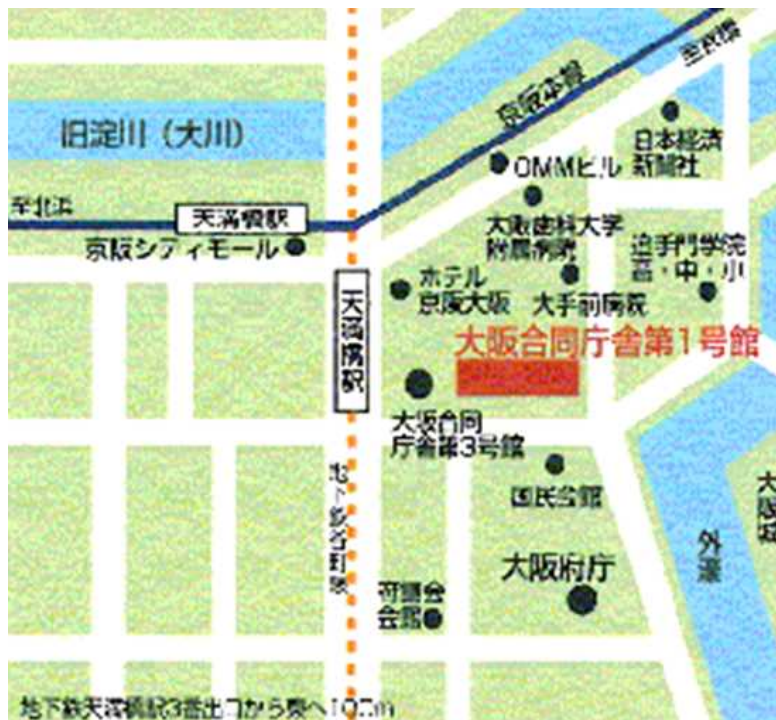 至京橋
京阪本線
旧淀川（大川）
日本経済
新聞社
OMMビル
至北浜
天満橋駅
大阪歯科大学
附属病院
京阪シティモール
追手門学院
高・中・小
ホテル
京阪大阪
大手前病院
天満橋駅
大阪合同庁舎第1号館
大阪合同
庁舎第3号館
国民会館
地下鉄谷町線
大阪城
外濠
大阪府庁
府議会
会館
地下鉄天満橋駅3番出口から東へ100m